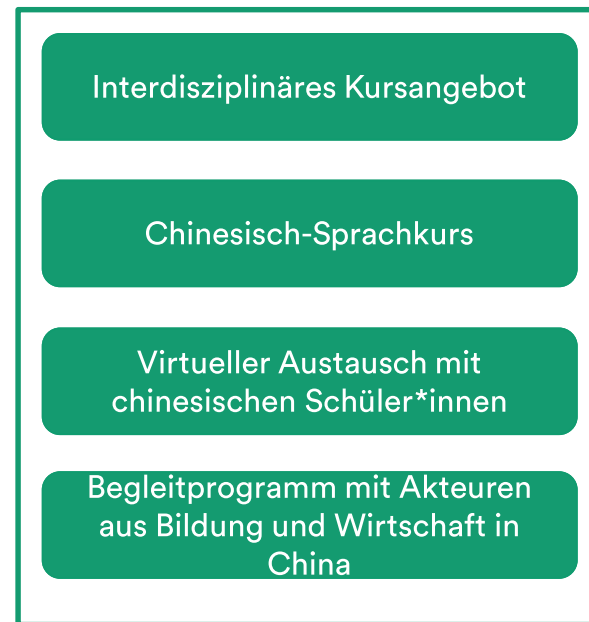 Interdisziplinäres Kursangebot
Chinesisch-Sprachkurs
Virtueller Austausch mit
chinesischen Schüler*innen
Begleitprogramm mit Akteuren
aus Bildung und Wirtschaft in
China